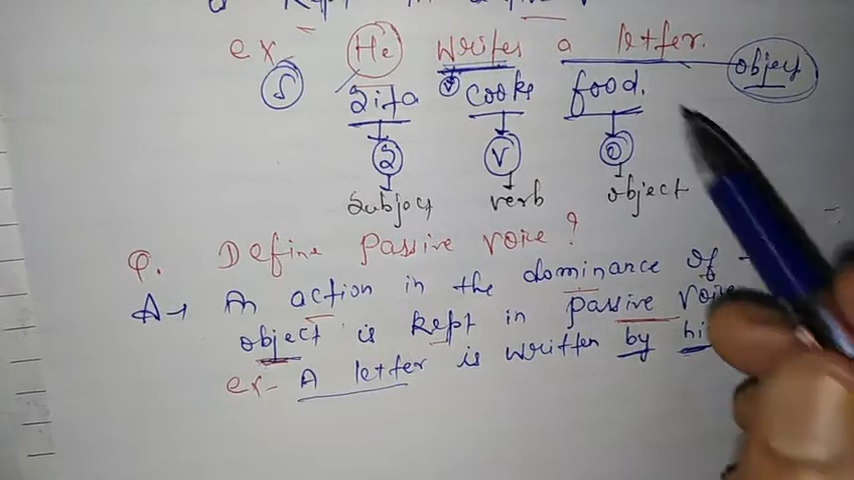 ex- He writes a letter. object
S V
Sita cooks food.
S V O
Subject verb object
Q. Define passive voice?
A→ An action in the dominance of
object is kept in passive voice
ex- A letter is written by